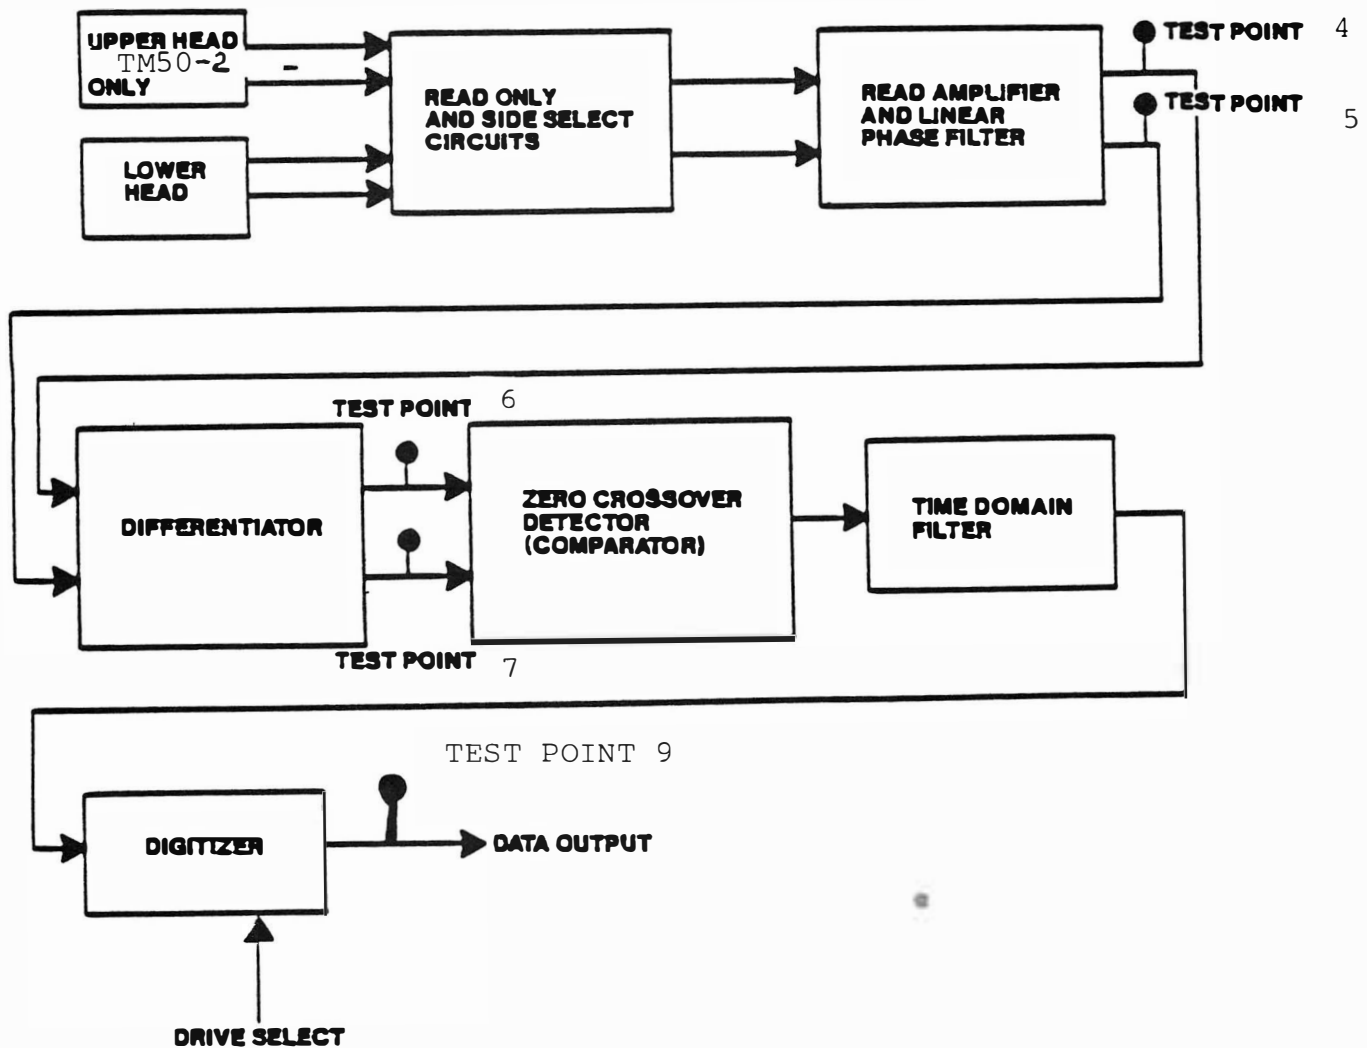 UPPER HEAD
TM50-2 -
ONLY
LOWER
HEAD
READ ONLY
AND SIDE SELECT
CIRCUITS
READ AMPLIFIER
AND LINEAR
PHASE FILTER
TEST POINT 4
TEST POINT 5
TEST POINT 6
DIFFERENTIATOR
TEST POINT 7
ZERO CROSSOVER
DETECTOR
(COMPARATOR)
TIME DOMAIN
FILTER
TEST POINT 9
DIGITIZER
DATA OUTPUT
DRIVE SELECT